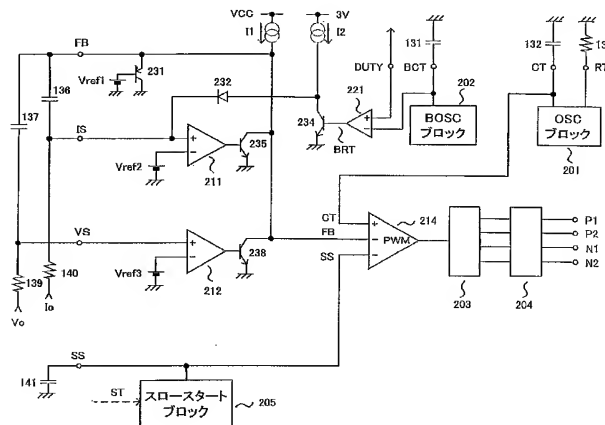 VCC
3V
FB
I1
I2
131
132
13
231
Vref1
136
232
DUTY
BCT
202
CT
RT
137
221
BOSC
ブロック
OSC
ブロック
IS
234
235
BRT
201
Vref2
211
CT
214
P1
VS
FB
PWM
P2
238
SS
N1
N2
139
140
Vref3
212
203
204
Vo
Io
SS
141
ST
スロースタート
ブロック
205